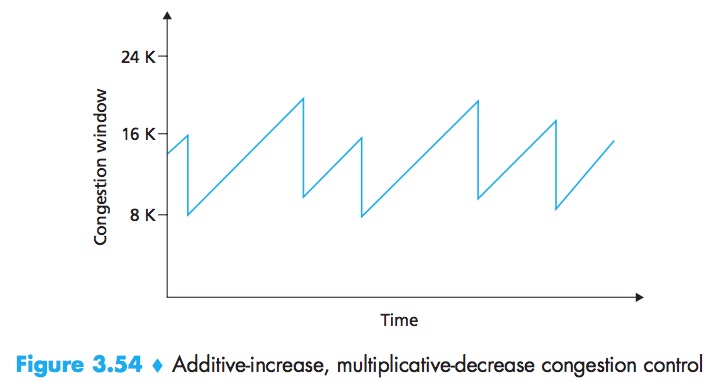 24 K
16 K
8 K
Congestion window
Time
Figure 3.54 ♦ Additive-increase, multiplicative-decrease congestion control